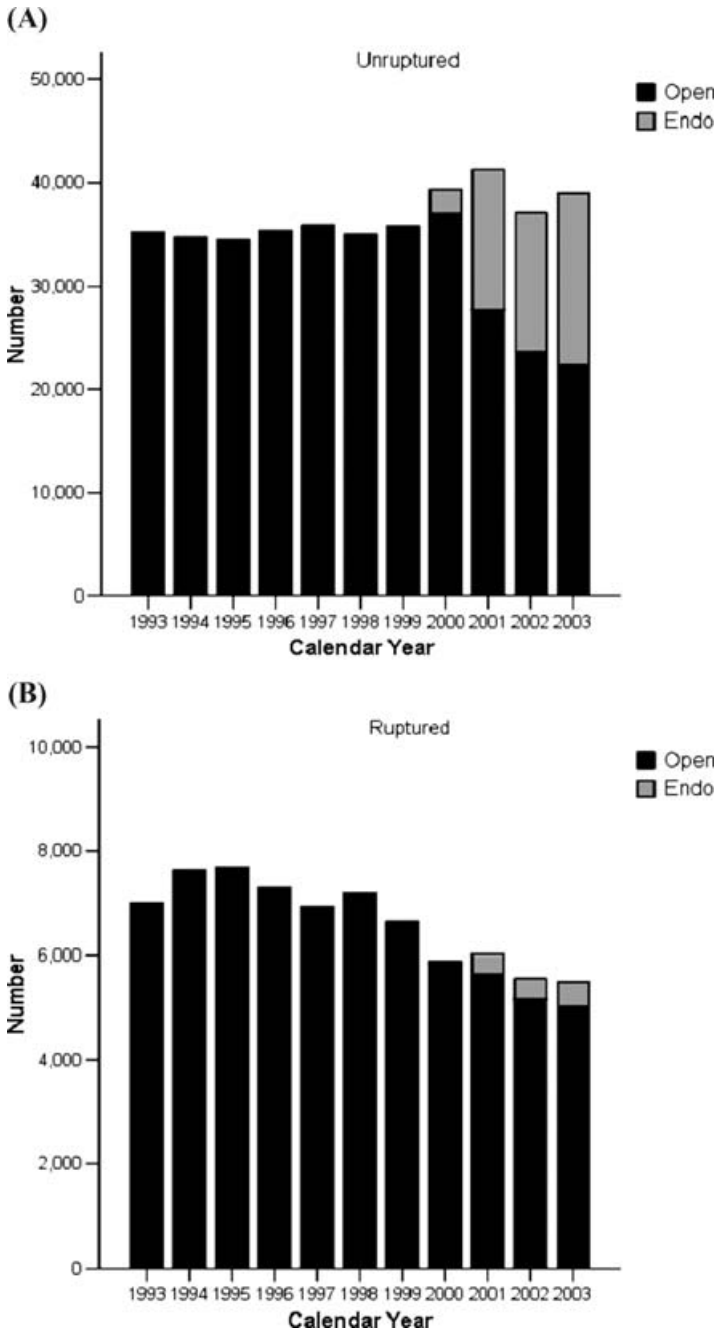 (A)
Unruptured
50,000
40,000
30,000
20,000
10,000
0
Number
Open
Endo
1993 1994 1995 1996 1997 1998 1999 2000 2001 2002 2003
Calendar Year
(B)
Ruptured
10,000
8,000
6,000
4,000
2,000
0
Number
Open
Endo
1993 1994 1995 1996 1997 1998 1999 2000 2001 2002 2003
Calendar Year